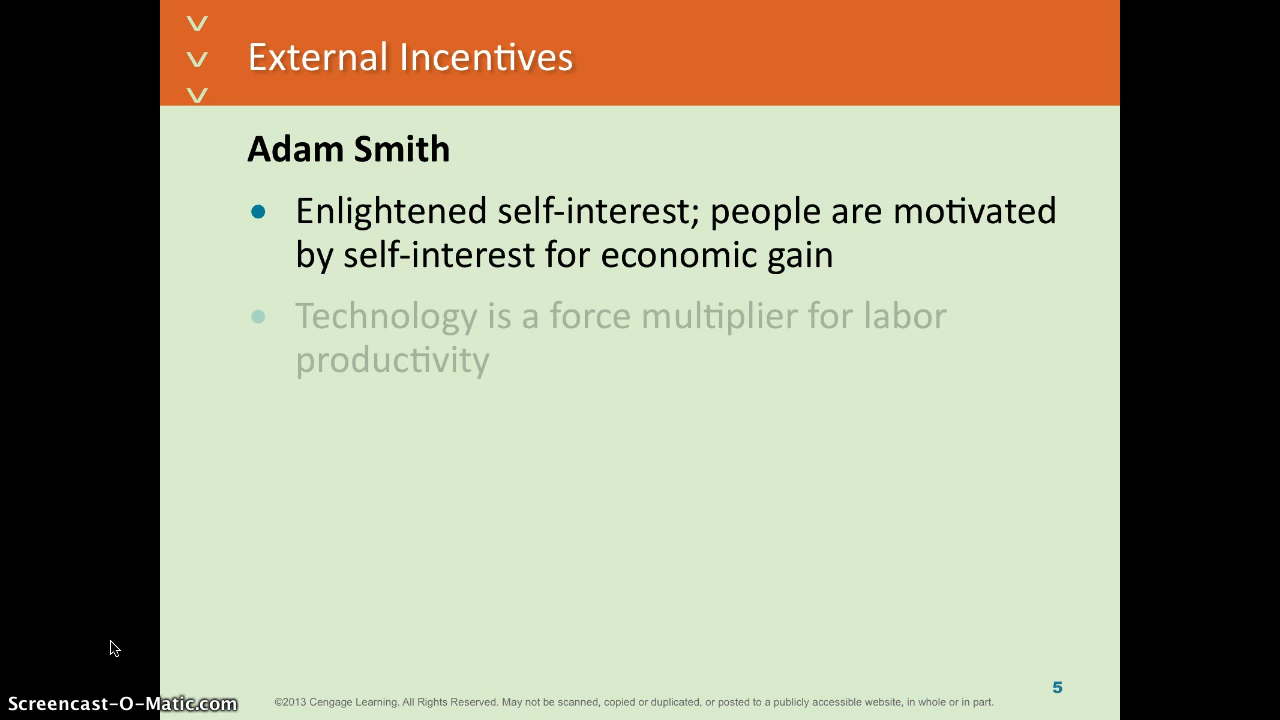 External Incentives
Adam Smith
• Enlightened self-interest; people are motivated
by self-interest for economic gain
• Technology is a force multiplier for labor
productivity
5
©2013 Cengage Learning. All Rights Reserved. May not be scanned, copied or duplicated, or posted to a publicly accessible website, in whole or in part.
Screencast-O-Matic.com